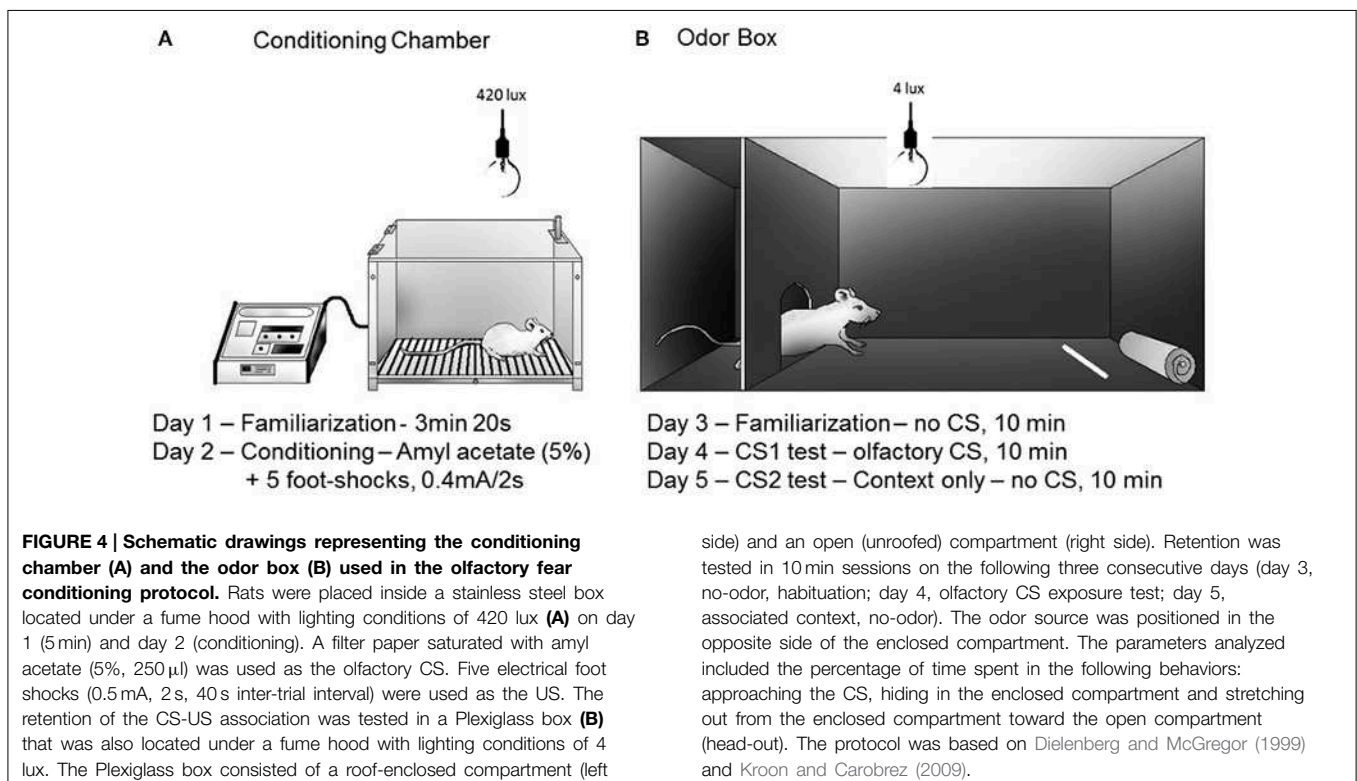 A Conditioning Chamber
420 lux
Day 1 – Familiarization - 3min 20s
Day 2 – Conditioning – Amyl acetate (5%)
+ 5 foot-shocks, 0.4mA/2s
B Odor Box
4 lux
Day 3 – Familiarization – no CS, 10 min
Day 4 – CS1 test – olfactory CS, 10 min
Day 5 – CS2 test – Context only – no CS, 10 min
FIGURE 4 | Schematic drawings representing the conditioning
chamber (A) and the odor box (B) used in the olfactory fear
conditioning protocol. Rats were placed inside a stainless steel box
located under a fume hood with lighting conditions of 420 lux (A) on day
1 (5 min) and day 2 (conditioning). A filter paper saturated with amyl
acetate (5%, 250 μl) was used as the olfactory CS. Five electrical foot
shocks (0.5 mA, 2 s, 40 s inter-trial interval) were used as the US. The
retention of the CS-US association was tested in a Plexiglass box (B)
that was also located under a fume hood with lighting conditions of 4
lux. The Plexiglass box consisted of a roof-enclosed compartment (left
side) and an open (unroofed) compartment (right side). Retention was
tested in 10 min sessions on the following three consecutive days (day 3,
no-odor, habituation; day 4, olfactory CS exposure test; day 5,
associated context, no-odor). The odor source was positioned in the
opposite side of the enclosed compartment. The parameters analyzed
included the percentage of time spent in the following behaviors:
approaching the CS, hiding in the enclosed compartment and stretching
out from the enclosed compartment toward the open compartment
(head-out). The protocol was based on Dielenberg and McGregor (1999)
and Kroon and Carobrez (2009).